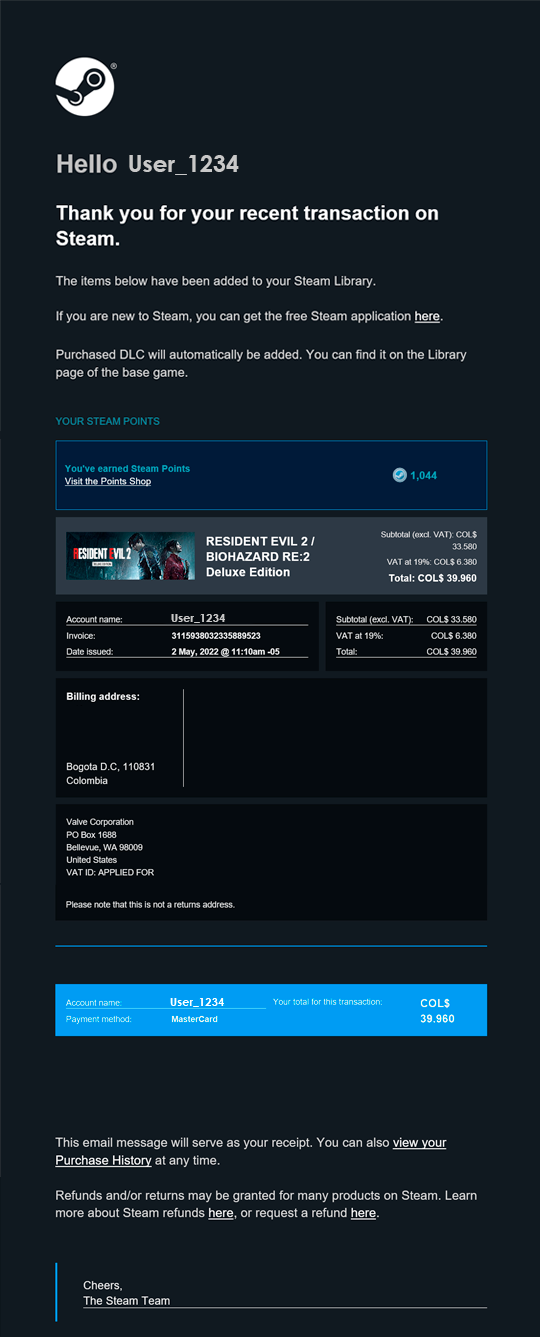 ®
Hello User_1234
Thank you for your recent transaction on
Steam.
The items below have been added to your Steam Library.
If you are new to Steam, you can get the free Steam application here.
Purchased DLC will automatically be added. You can find it on the Library
page of the base game.
YOUR STEAM POINTS
You've earned Steam Points
Visit the Points Shop
1,044
RESIDENT EVIL 2
DELUXE EDITION
RESIDENT EVIL 2 /
BIOHAZARD RE:2
Deluxe Edition
Subtotal (excl. VAT): COL$
33.580
VAT at 19%: COL$ 6.380
Total: COL$ 39.960
Account name: User_1234
Invoice: 3115938032335889523
Date issued: 2 May, 2022 @ 11:10am -05
Subtotal (excl. VAT): COL$ 33.580
VAT at 19%: COL$ 6.380
Total: COL$ 39.960
Billing address:
Bogota D.C, 110831
Colombia
Valve Corporation
PO Box 1688
Bellevue, WA 98009
United States
VAT ID: APPLIED FOR
Please note that this is not a returns address.
Account name: User_1234
Payment method: MasterCard
Your total for this transaction: COL$
39.960
This email message will serve as your receipt. You can also view your
Purchase History at any time.
Refunds and/or returns may be granted for many products on Steam. Learn
more about Steam refunds here, or request a refund here.
Cheers,
The Steam Team